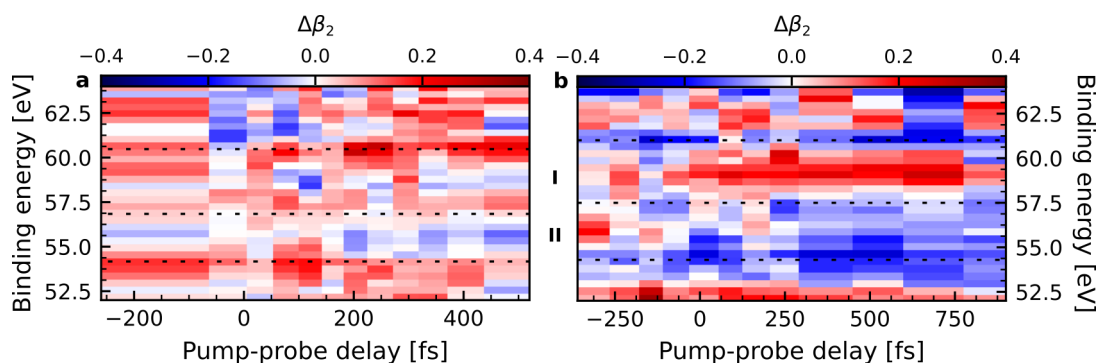 Δβ2 Δβ2
−0.4 −0.2 0.0 0.2 0.4 −0.4 −0.2 0.0 0.2 0.4
a b
Binding energy [eV]
62.5
60.0
57.5
55.0
52.5
I
II
62.5
60.0
57.5
55.0
52.5
Binding energy [eV]
−200 0 200 400 −250 0 250 500 750
Pump-probe delay [fs] Pump-probe delay [fs]